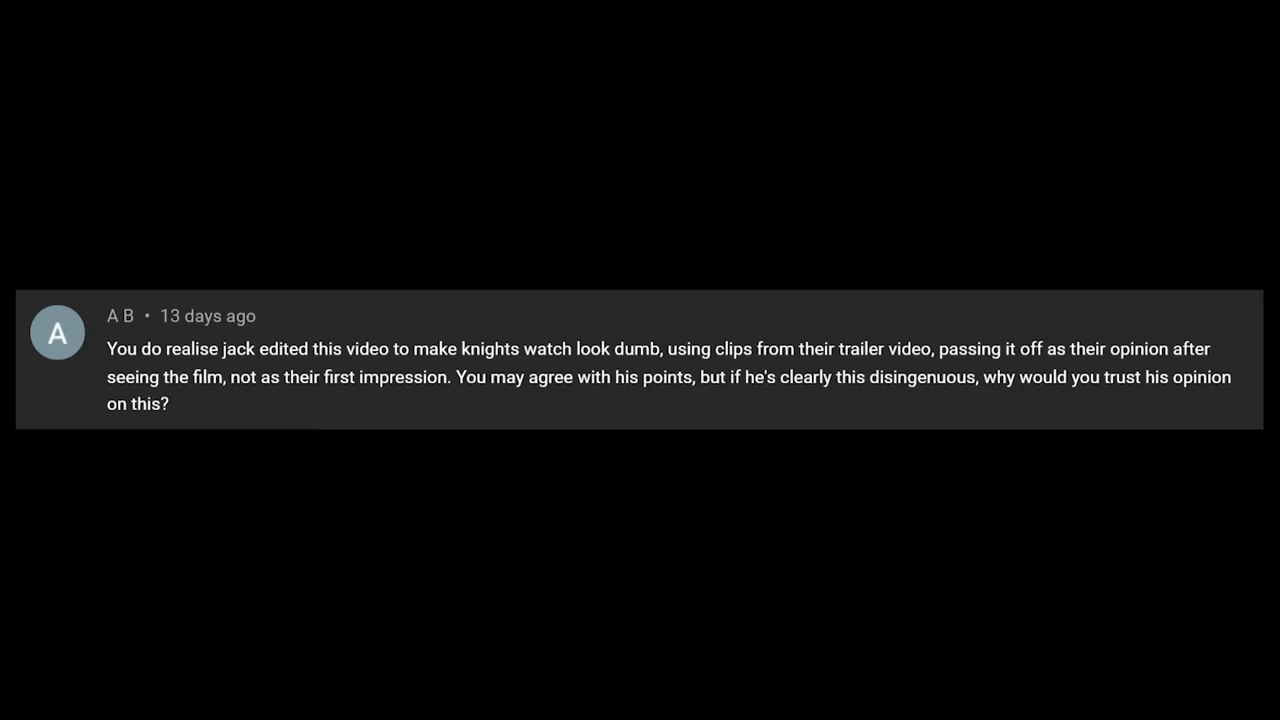 A
A B • 13 days ago
You do realise jack edited this video to make knights watch look dumb, using clips from their trailer video, passing it off as their opinion after
seeing the film, not as their first impression. You may agree with his points, but if he's clearly this disingenuous, why would you trust his opinion
on this?